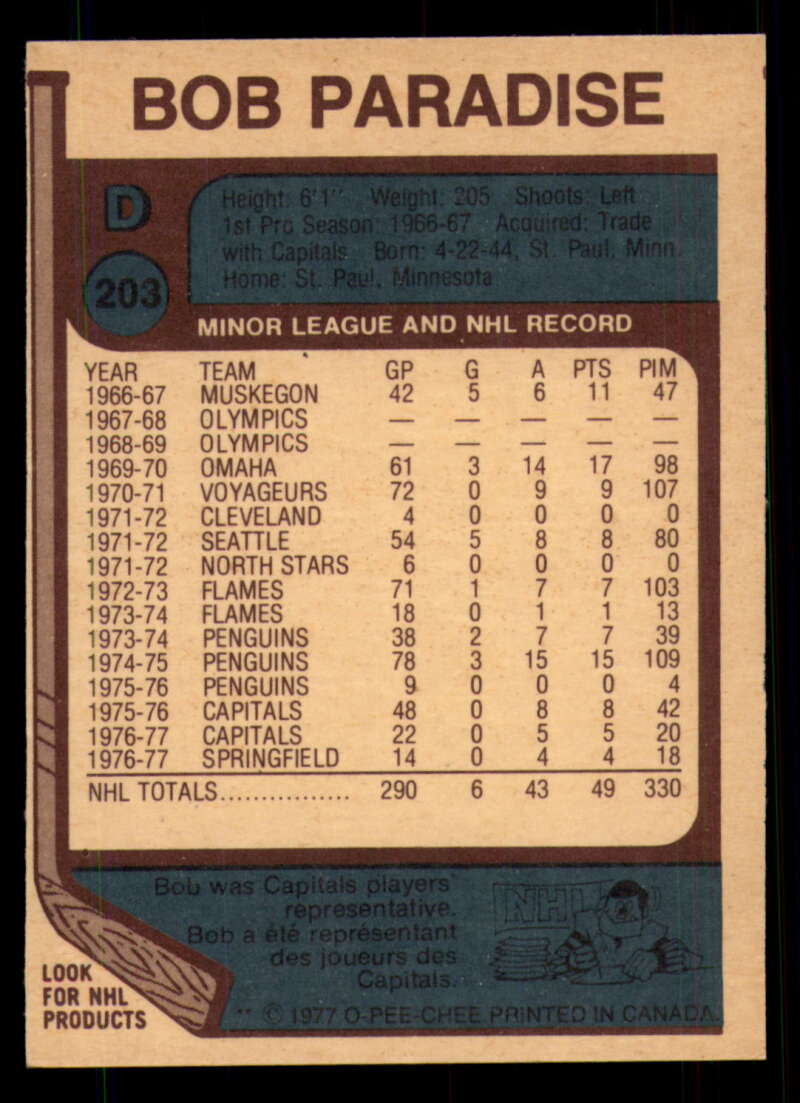 BOB PARADISE
D
203
Height: 6'1" Weight: 205 Shoots: Left
1st Pro Season: 1966-67 Acquired: Trade
with Capitals Born: 4-22-44, St. Paul, Minn.
Home: St. Paul, Minnesota
MINOR LEAGUE AND NHL RECORD
YEAR TEAM GP G A PTS PIM
1966-67 MUSKEGON 42 5 6 11 47
1967-68 OLYMPICS — — — — —
1968-69 OLYMPICS — — — — —
1969-70 OMAHA 61 3 14 17 98
1970-71 VOYAGEURS 72 0 9 9 107
1971-72 CLEVELAND 4 0 0 0 0
1971-72 SEATTLE 54 5 8 8 80
1971-72 NORTH STARS 6 0 0 0 0
1972-73 FLAMES 71 1 7 7 103
1973-74 FLAMES 18 0 1 1 13
1973-74 PENGUINS 38 2 7 7 39
1974-75 PENGUINS 78 3 15 15 109
1975-76 PENGUINS 9 0 0 0 4
1975-76 CAPITALS 48 0 8 8 42
1976-77 CAPITALS 22 0 5 5 20
1976-77 SPRINGFIELD 14 0 4 4 18
NHL TOTALS................ 290 6 43 49 330
Bob was Capitals players'
representative.
Bob a été représentant
des joueurs des
Capitals.
NHL
LOOK
FOR NHL
PRODUCTS
** © 1977 O-PEE-CHEE PRINTED IN CANADA.